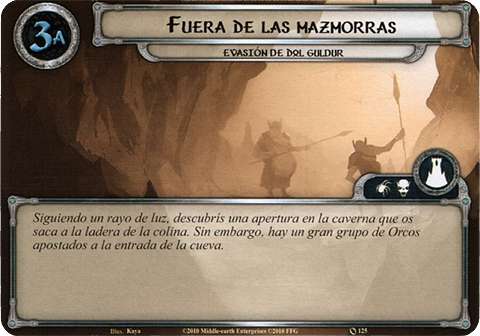 3A
Fuera de las mazmorras
Evasión de Dol Guldur
Siguiendo un rayo de luz, descubrís una apertura en la caverna que os
saca a la ladera de la colina. Sin embargo, hay un gran grupo de Orcos
apostados a la entrada de la cueva.
Illus. Kaya
©2010 Middle-earth Enterprises ©2010 FFG
125